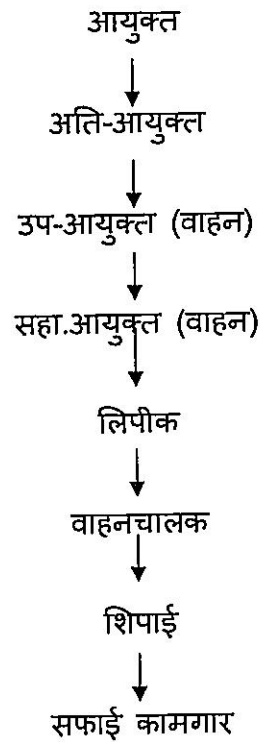 आयुक्त
अति-आयुक्त
उप-आयुक्त (वाहन)
सहा.आयुक्त (वाहन)
लिपीक
वाहनचालक
शिपाई
सफाई कामगार